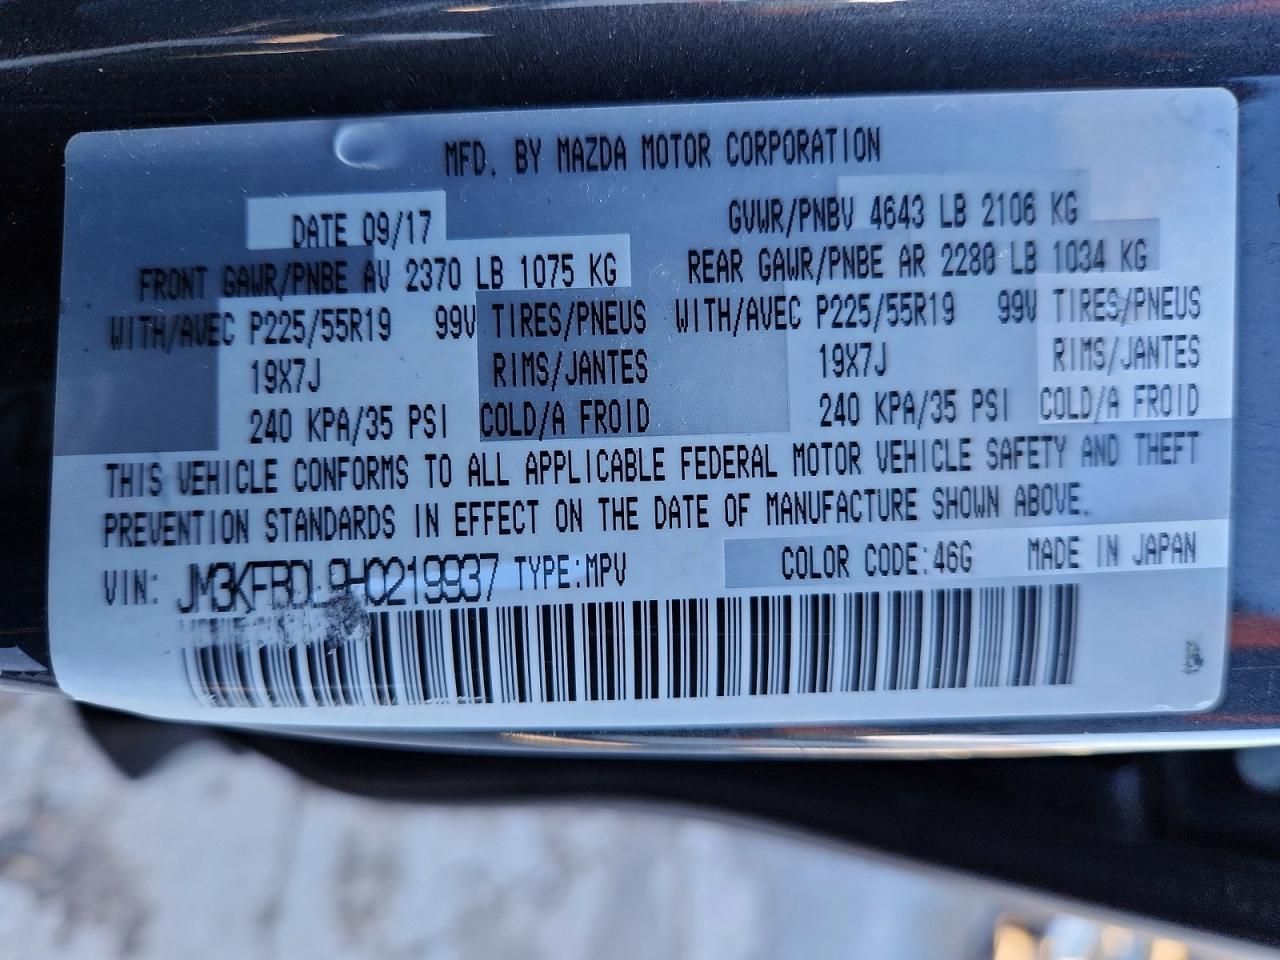 MFD. BY MAZDA MOTOR CORPORATION
DATE 09/17 GVWR/PNBV 4643 LB 2106 KG
FRONT GAWR/PNBE AV 2370 LB 1075 KG REAR GAWR/PNBE AR 2280 LB 1034 KG
WITH/AVEC P225/55R19 99V TIRES/PNEUS WITH/AVEC P225/55R19 99V TIRES/PNEUS
19X7J RIMS/JANTES 19X7J RIMS/JANTES
240 KPA/35 PSI COLD/A FROID 240 KPA/35 PSI COLD/A FROID
THIS VEHICLE CONFORMS TO ALL APPLICABLE FEDERAL MOTOR VEHICLE SAFETY AND THEFT
PREVENTION STANDARDS IN EFFECT ON THE DATE OF MANUFACTURE SHOWN ABOVE.
VIN: JM3KFBDL9H0219937 TYPE:MPV COLOR CODE:46G MADE IN JAPAN